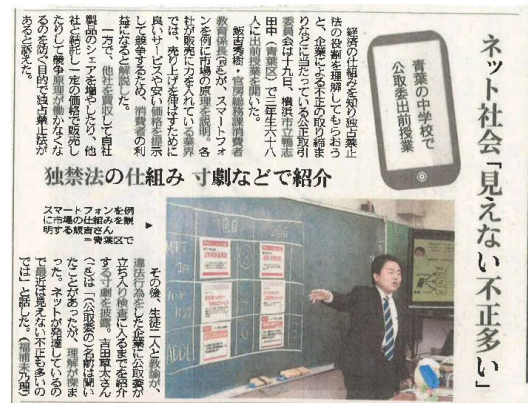 ネット社会「見えない不正多い」
青葉の中学校で
公取委出前授業
独禁法の仕組み 寸劇などで紹介
経済の仕組みを知り独占禁止
法の役割を理解してもらおう
と、企業による不正の取り締ま
りなどに当たっている公正取引
委員会は十九日、横浜市立鴨志
田中（青葉区）で三年生六十八
人に出前授業を開いた。
飯吉秀樹・官房総務課消費者
教育係長が、スマートフォ
ンを例に市場の原理を説明。各
社が販売に力を入れている業界
では、売り上げを伸ばすために
良いサービスや安い価格を提示
して競争するため、消費者の利
益になると解説した。
一方で、他社を買収して自社
製品のシェアを増やしたり、他
社と結託し一定の価格で販売し
たりして競争原理が働かなくな
るのを防ぐ目的で独占禁止法が
あると訴えた。
スマートフォンを例
に市場の仕組みを説
明する飯吉さん
＝青葉区で
その後、生徒二人と教諭が、
違法行為をした企業に公取委が
立ち入り検査に入るまでを紹介
する寸劇を披露。吉田草太さん
は「公取委のご名前は聞い
たことがあったが、理解が深ま
った。ネットが発達しているの
で最近は見えない不正も多いの
では」と話した。